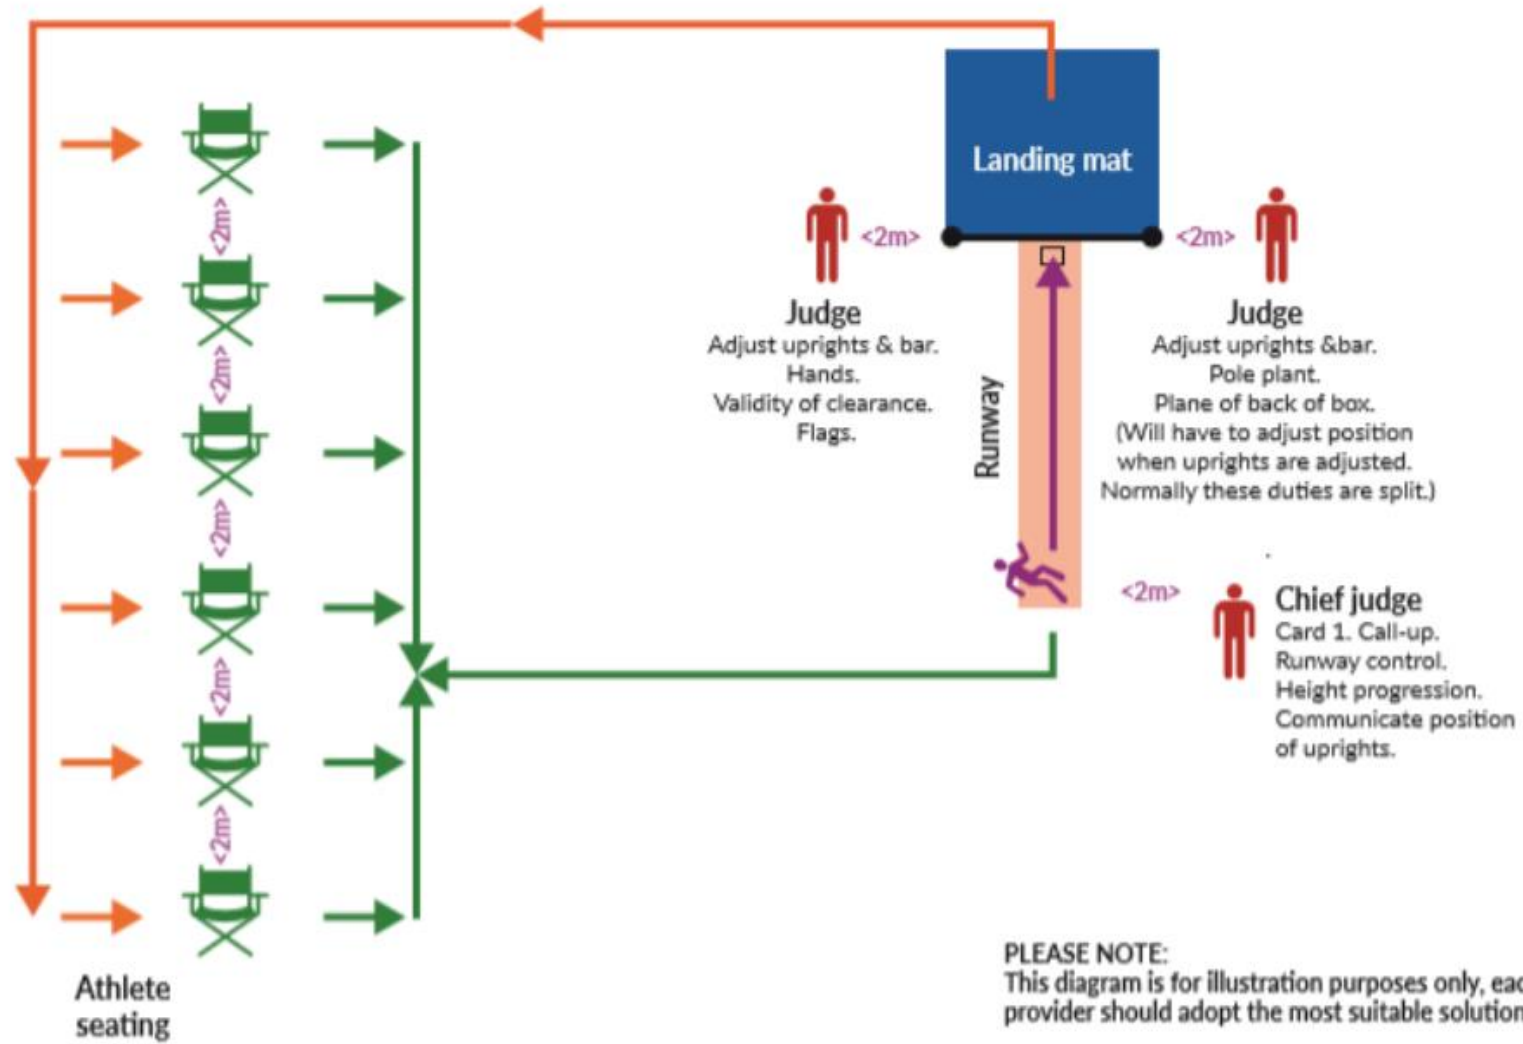 Landing mat
<2m>
<2m>
<2m>
<2m>
<2m>
<2m>
<2m>
Judge
Adjust uprights & bar.
Hands.
Validity of clearance.
Flags.
Judge
Adjust uprights &bar.
Pole plant.
Plane of back of box.
(Will have to adjust position
when uprights are adjusted.
Normally these duties are split.)
Runway
<2m>
Chief judge
Card 1. Call-up.
Runway control.
Height progression.
Communicate position
of uprights.
Athlete
seating
PLEASE NOTE:
This diagram is for illustration purposes only, eac
provider should adopt the most suitable solution